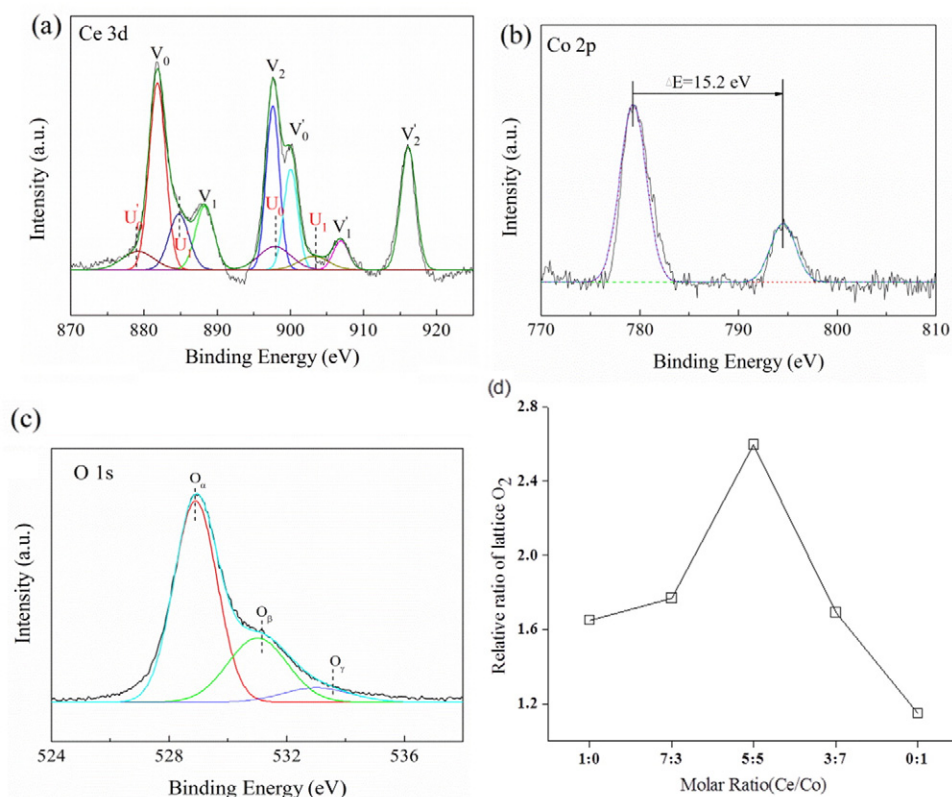 (a)
Ce 3d
V₀
V₂
V₀'
V₂'
V₁
U₀'
U
U₀
U₁
V₁'
Intensity (a.u.)
870 880 890 900 910 920
Binding Energy (eV)
(b)
Co 2p
△E=15.2 eV
Intensity (a.u.)
770 780 790 800 810
Binding Energy (eV)
(c)
O 1s
Oα
Oβ
Oγ
Intensity (a.u.)
524 528 532 536
Binding Energy (eV)
(d)
2.8
2.4
2.0
1.6
1.2
Relative ratio of lattice O₂
1:0 7:3 5:5 3:7 0:1
Molar Ratio(Ce/Co)